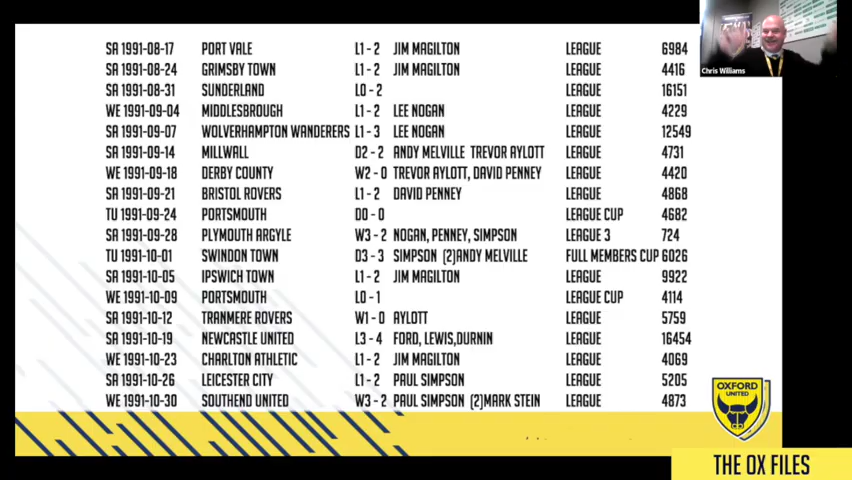 SA 1991-08-17 PORT VALE L1-2 JIM MAGILTON LEAGUE 6984
SA 1991-08-24 GRIMSBY TOWN L1-2 JIM MAGILTON LEAGUE 4416
SA 1991-08-31 SUNDERLAND L0-2 LEAGUE 16151
WE 1991-09-04 MIDDLESBROUGH L1-2 LEE NOGAN LEAGUE 4229
SA 1991-09-07 WOLVERHAMPTON WANDERERS L1-3 LEE NOGAN LEAGUE 12549
SA 1991-09-14 MILLWALL D2-2 ANDY MELVILLE TREVOR AYLOTT LEAGUE 4731
WE 1991-09-18 DERBY COUNTY W2-0 TREVOR AYLOTT, DAVID PENNEY LEAGUE 4420
SA 1991-09-21 BRISTOL ROVERS L1-2 DAVID PENNEY LEAGUE 4868
TU 1991-09-24 PORTSMOUTH D0-0 LEAGUE CUP 4682
SA 1991-09-28 PLYMOUTH ARGYLE W3-2 NOGAN, PENNEY, SIMPSON LEAGUE 3 724
TU 1991-10-01 SWINDON TOWN D3-3 SIMPSON (2)ANDY MELVILLE FULL MEMBERS CUP 6026
SA 1991-10-05 IPSWICH TOWN L1-2 JIM MAGILTON LEAGUE 9922
WE 1991-10-09 PORTSMOUTH L0-1 LEAGUE CUP 4114
SA 1991-10-12 TRANMERE ROVERS W1-0 AYLOTT LEAGUE 5759
SA 1991-10-19 NEWCASTLE UNITED L3-4 FORD, LEWIS,DURNIN LEAGUE 16454
WE 1991-10-23 CHARLTON ATHLETIC L1-2 JIM MAGILTON LEAGUE 4069
SA 1991-10-26 LEICESTER CITY L1-2 PAUL SIMPSON LEAGUE 5205
WE 1991-10-30 SOUTHEND UNITED W3-2 PAUL SIMPSON (2)MARK STEIN LEAGUE 4873
Chris Williams
OXFORD
UNITED
THE OX FILES